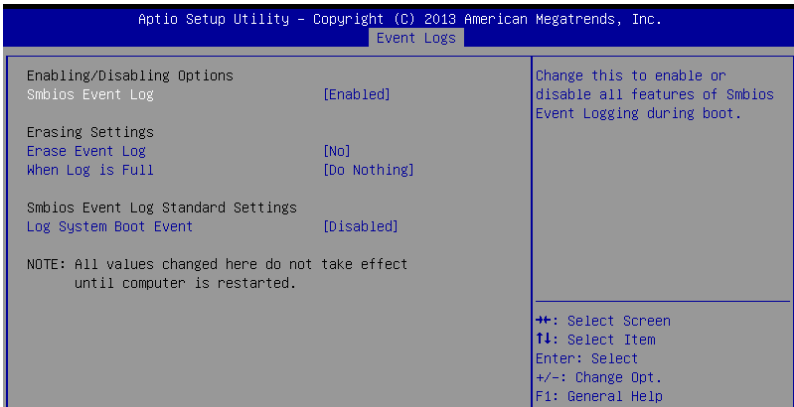 Aptio Setup Utility – Copyright (C) 2013 American Megatrends, Inc.
Event Logs
Enabling/Disabling Options
Smbios Event Log [Enabled]
Erasing Settings
Erase Event Log [No]
When Log is Full [Do Nothing]
Smbios Event Log Standard Settings
Log System Boot Event [Disabled]
NOTE: All values changed here do not take effect
until computer is restarted.
Change this to enable or
disable all features of Smbios
Event Logging during boot.
→←: Select Screen
↑↓: Select Item
Enter: Select
+/-: Change Opt.
F1: General Help